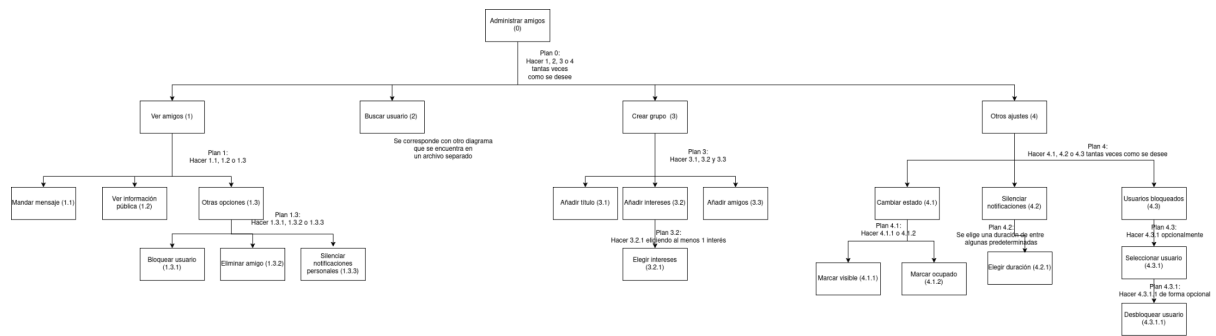 Administrar amigos
(0)
Plan 0:
Hacer 1, 2, 3 o 4
tantas veces
como se desee
Ver amigos (1)
Buscar usuario (2)
Crear grupo (3)
Otros ajustes (4)
Se corresponde con otro diagrama
que se encuentra en
un archivo separado
Plan 1:
Hacer 1.1, 1.2 o 1.3
Plan 3:
Hacer 3.1, 3.2 y 3.3
Plan 4:
Hacer 4.1, 4.2 o 4.3 tantas veces como se desee
Mandar mensaje (1.1)
Ver información
pública (1.2)
Otras opciones (1.3)
Añadir título (3.1)
Añadir intereses (3.2)
Añadir amigos (3.3)
Cambiar estado (4.1)
Silenciar
notificaciones (4.2)
Usuarios bloqueados
(4.3)
Plan 1.3:
Hacer 1.3.1, 1.3.2 o 1.3.3
Plan 3.2:
Hacer 3.2.1 eligiendo al menos 1 interés
Plan 4.1:
Hacer 4.1.1 o 4.1.2
Plan 4.2:
Se elige una duración de entre
algunas predeterminadas
Plan 4.3:
Hacer 4.3.1 opcionalmente
Bloquear usuario
(1.3.1)
Eliminar amigo (1.3.2)
Silenciar
notificaciones
personales (1.3.3)
Elegir intereses
(3.2.1)
Marcar visible (4.1.1)
Marcar ocupado
(4.1.2)
Elegir duración (4.2.1)
Seleccionar usuario
(4.3.1)
Plan 4.3.1:
Hacer 4.3.1.1 de forma opcional
Desbloquear usuario
(4.3.1.1)